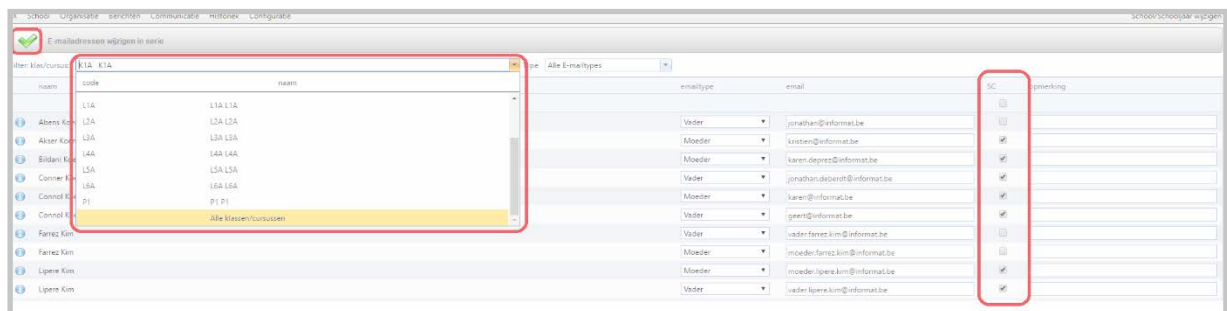 School Organisatie Berichten Communicatie Historiek Configuratie School/Schooljaar wijzigen
E-mailadressen wijzigen in serie
Filter: klas/cursus: K1A K1A Type Alle E-mailtypes
naam code naam emailtype email SC opmerking
L1A L1A L1A
Abens L2A L2A L2A Vader jonathan@informat.be
Akser L3A L3A L3A Moeder kristien@informat.be
Bildani L4A L4A L4A Moeder karen.deprez@informat.be
Conner L5A L5A L5A Vader jonathan.deberdt@informat.be
Connol L6A L6A L6A Moeder karen@informat.be
P1 P1 P1
Connol Alle klassen/cursussen Vader geert@informat.be
Farrez Kim Vader vader.farrez.kim@informat.be
Farrez Kim Moeder moeder.farrez.kim@informat.be
Lipere Kim Moeder moeder.lipere.kim@informat.be
Lipere Kim Vader vader.lipere.kim@informat.be